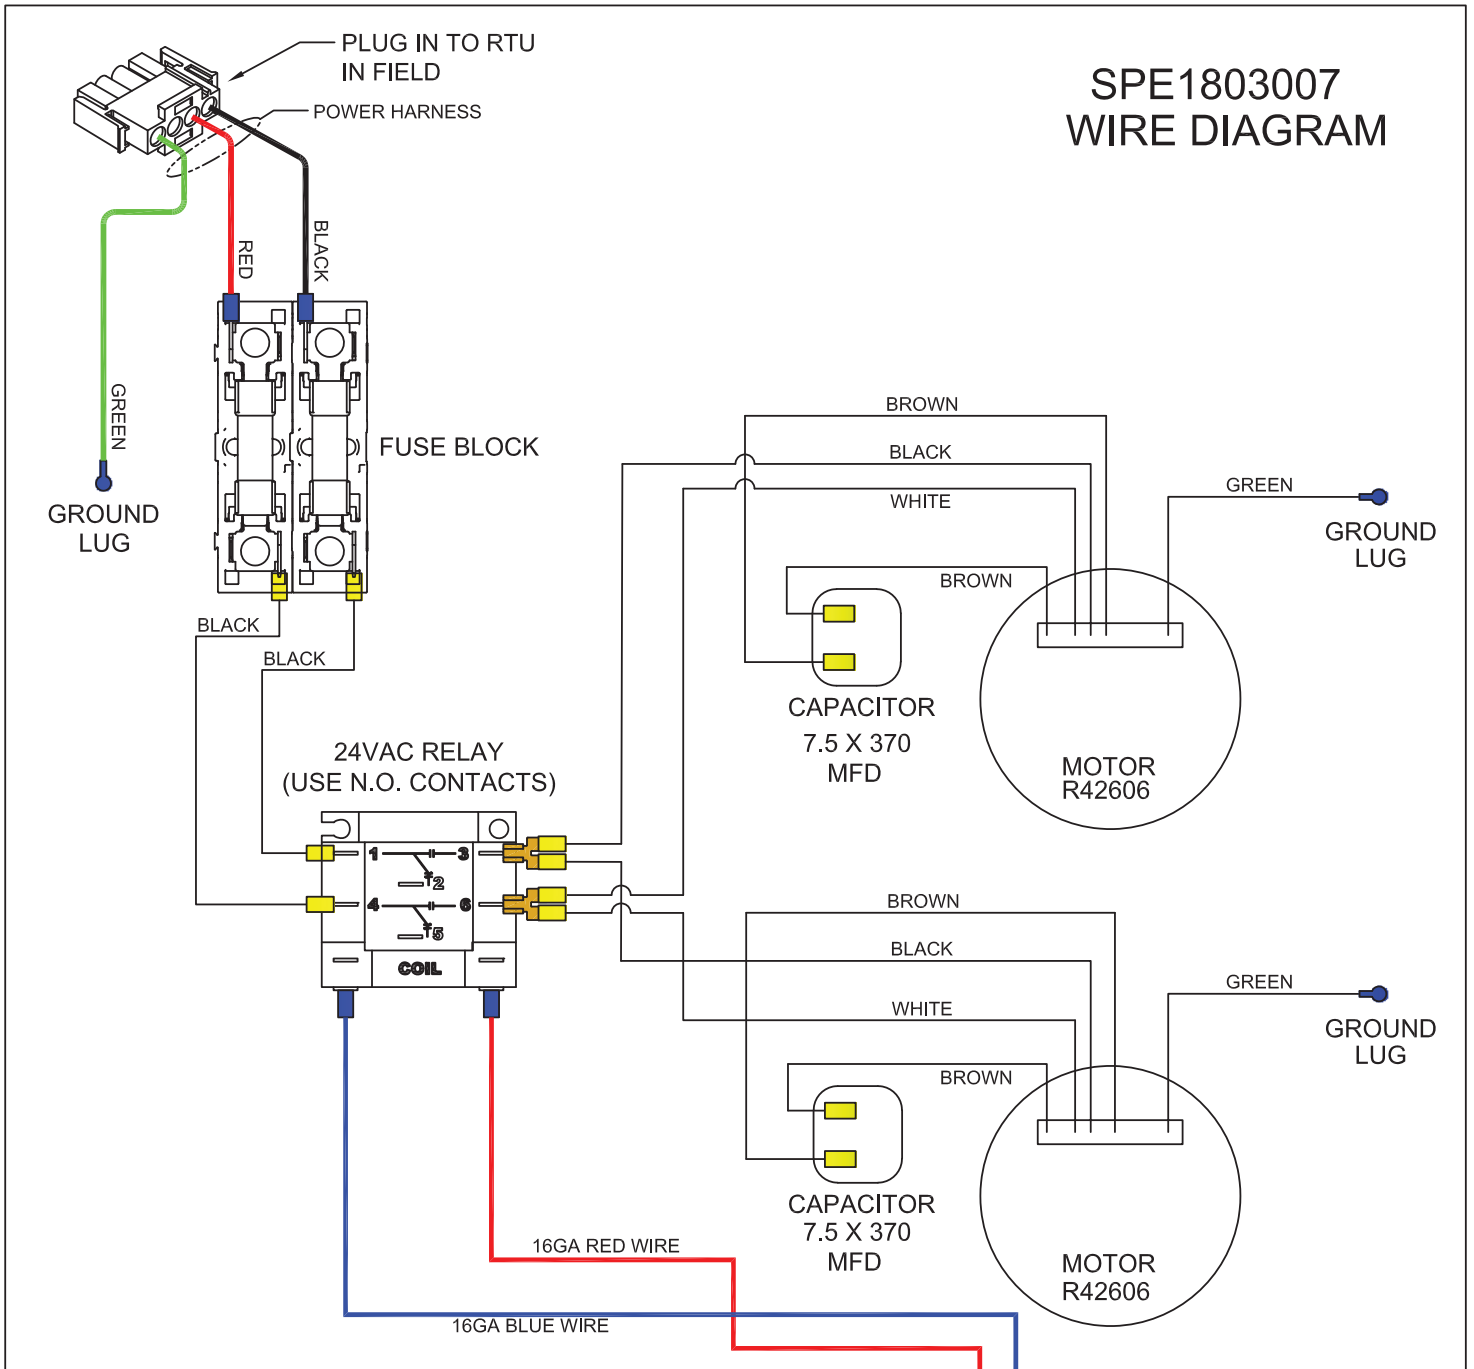 PLUG IN TO RTU
IN FIELD
POWER HARNESS
SPE1803007
WIRE DIAGRAM
RED
BLACK
GREEN
GROUND
LUG
FUSE BLOCK
BLACK
BLACK
BROWN
BLACK
WHITE
GREEN
GROUND
LUG
BROWN
CAPACITOR
7.5 X 370
MFD
MOTOR
R42606
24VAC RELAY
(USE N.O. CONTACTS)
1 3
2
4 6
5
COIL
BROWN
BLACK
WHITE
GREEN
GROUND
LUG
BROWN
CAPACITOR
7.5 X 370
MFD
MOTOR
R42606
16GA RED WIRE
16GA BLUE WIRE